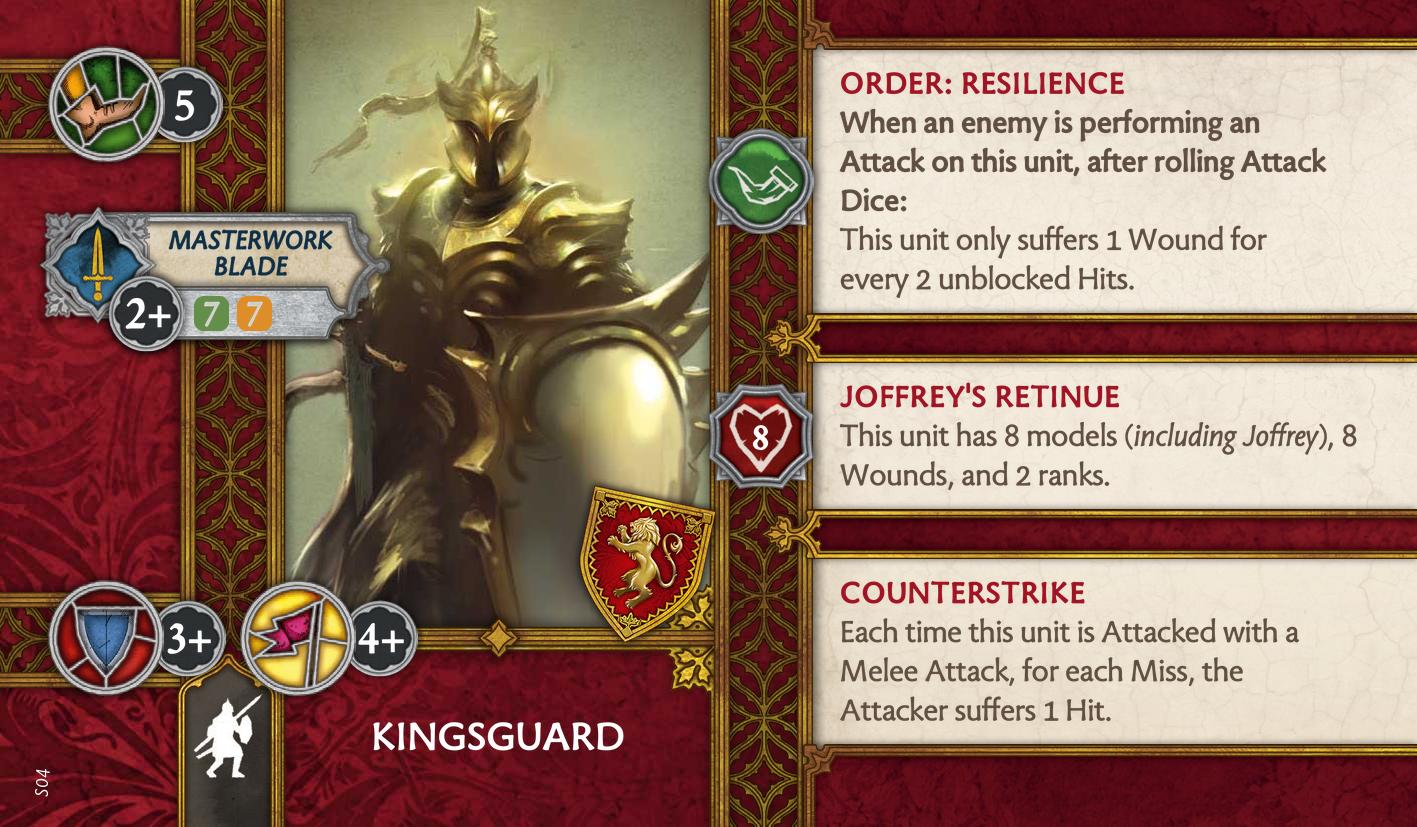 5
MASTERWORK
BLADE
2+ 7 7
3+ 4+
KINGSGUARD
S04
ORDER: RESILIENCE
When an enemy is performing an
Attack on this unit, after rolling Attack
Dice:
This unit only suffers 1 Wound for
every 2 unblocked Hits.
8
JOFFREY'S RETINUE
This unit has 8 models (including Joffrey), 8
Wounds, and 2 ranks.
COUNTERSTRIKE
Each time this unit is Attacked with a
Melee Attack, for each Miss, the
Attacker suffers 1 Hit.